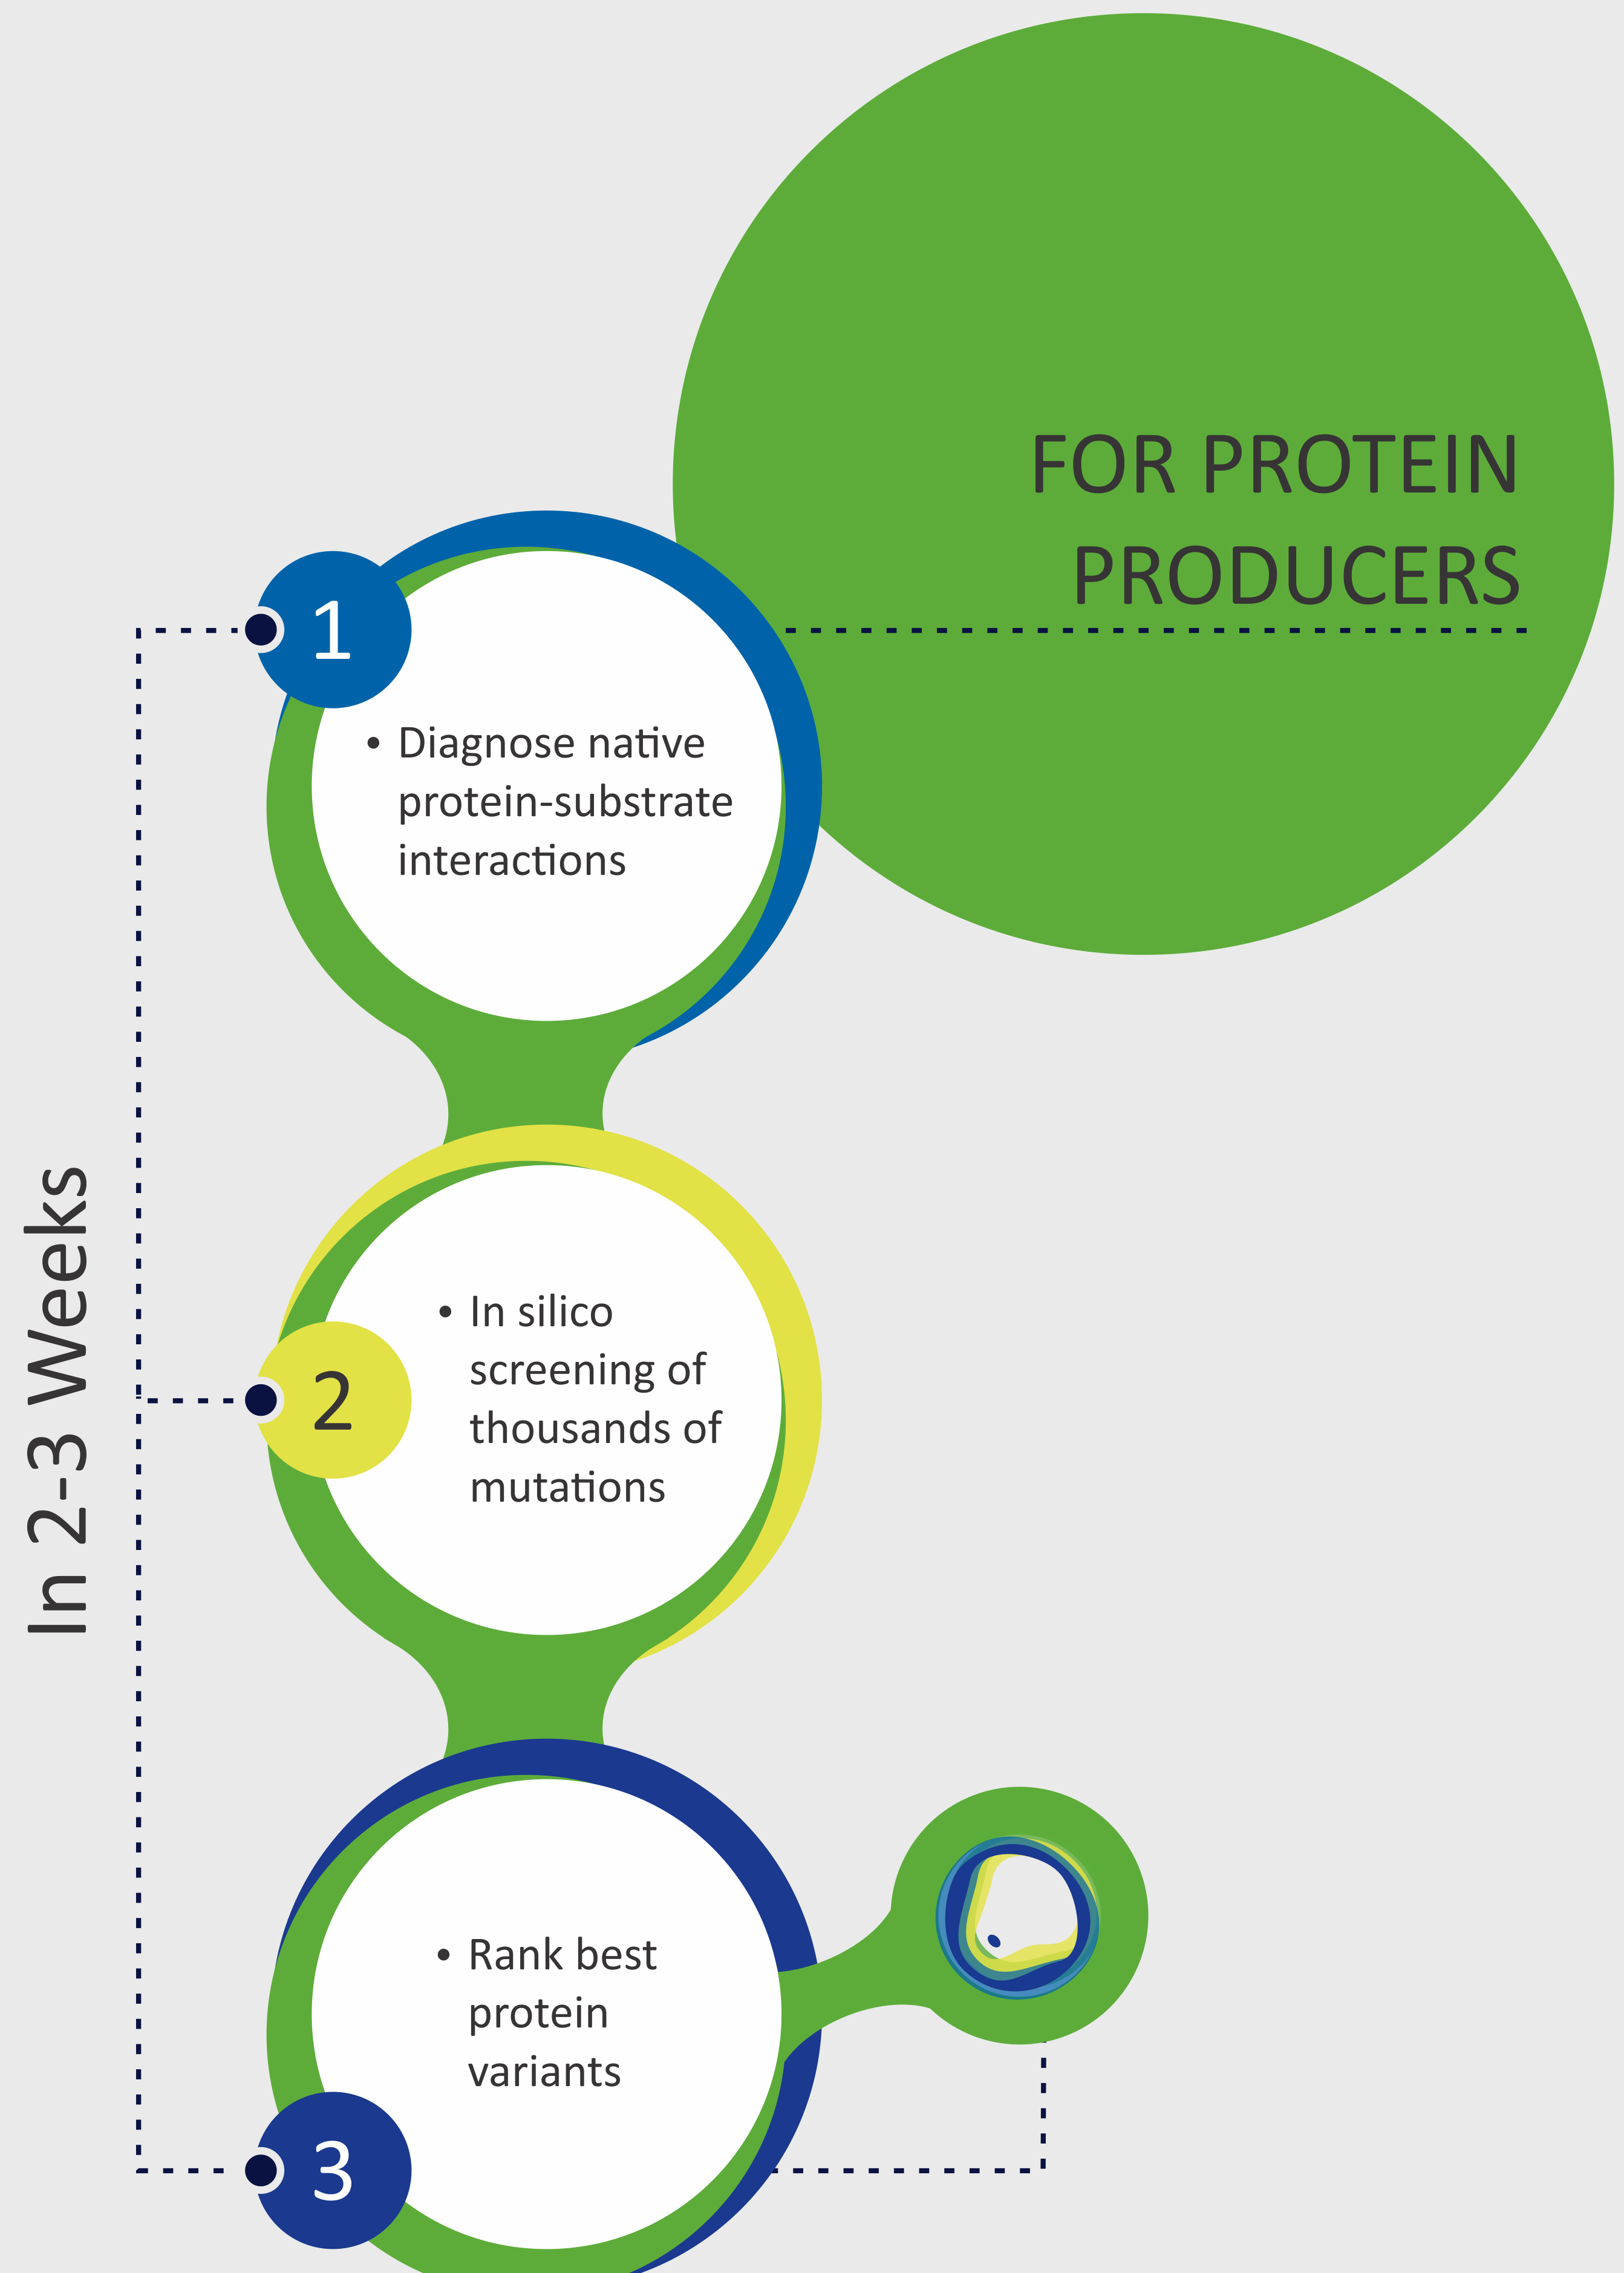 FOR PROTEIN
PRODUCERS
1
• Diagnose native
protein-substrate
interactions
In 2-3 Weeks
2
• In silico
screening of
thousands of
mutations
• Rank best
protein
variants
3